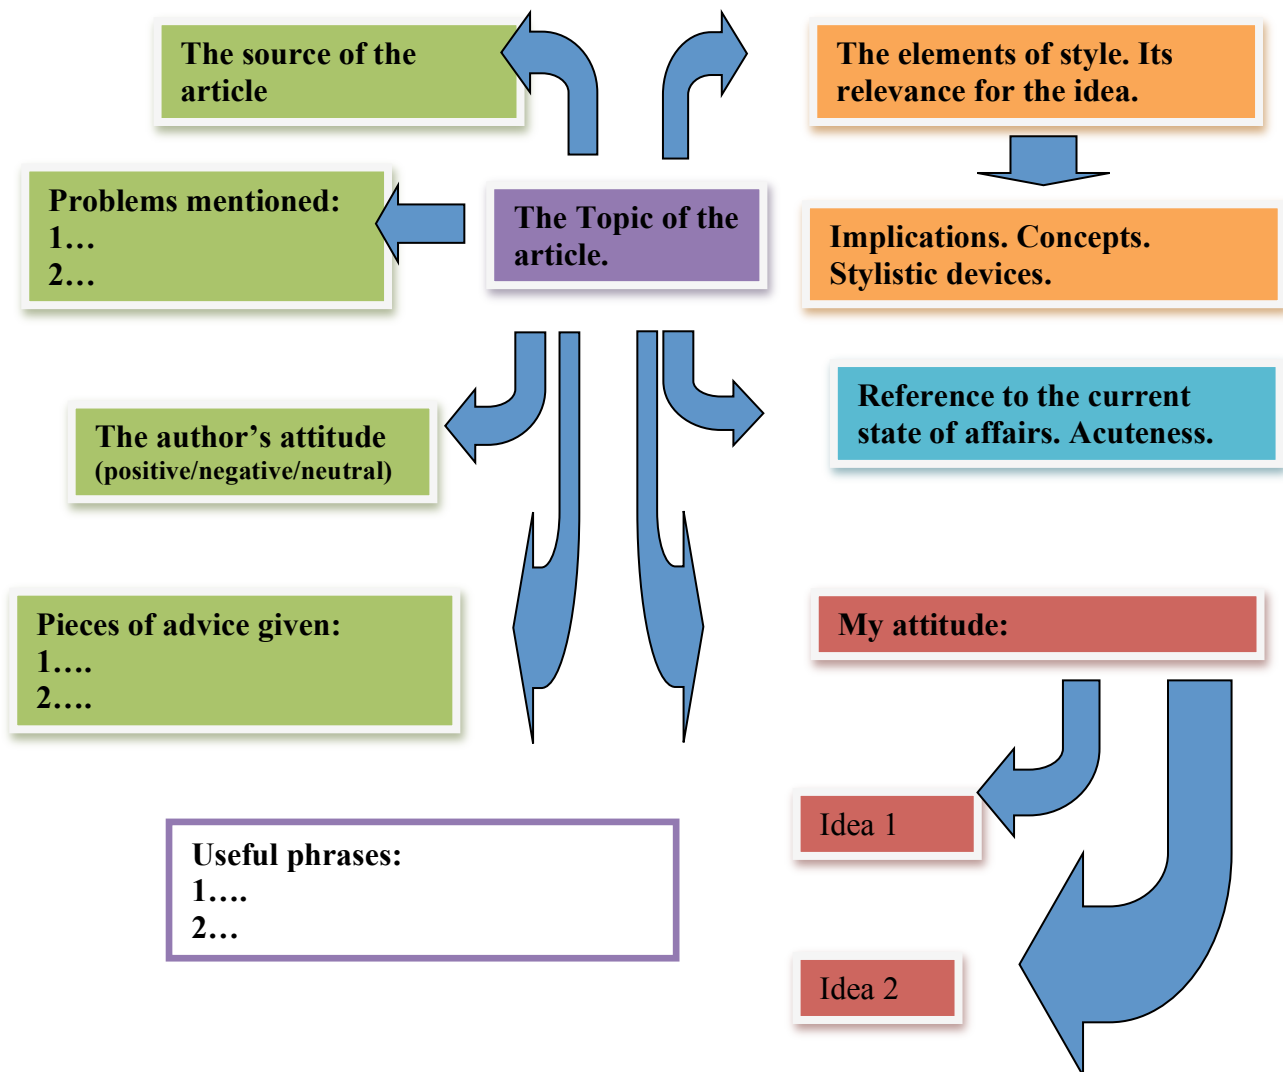 The source of the
article
The elements of style. Its
relevance for the idea.
Problems mentioned:
1…
2…
The Topic of the
article.
Implications. Concepts.
Stylistic devices.
The author’s attitude
(positive/negative/neutral)
Reference to the current
state of affairs. Acuteness.
Pieces of advice given:
1….
2….
My attitude:
Useful phrases:
1….
2…
Idea 1
Idea 2